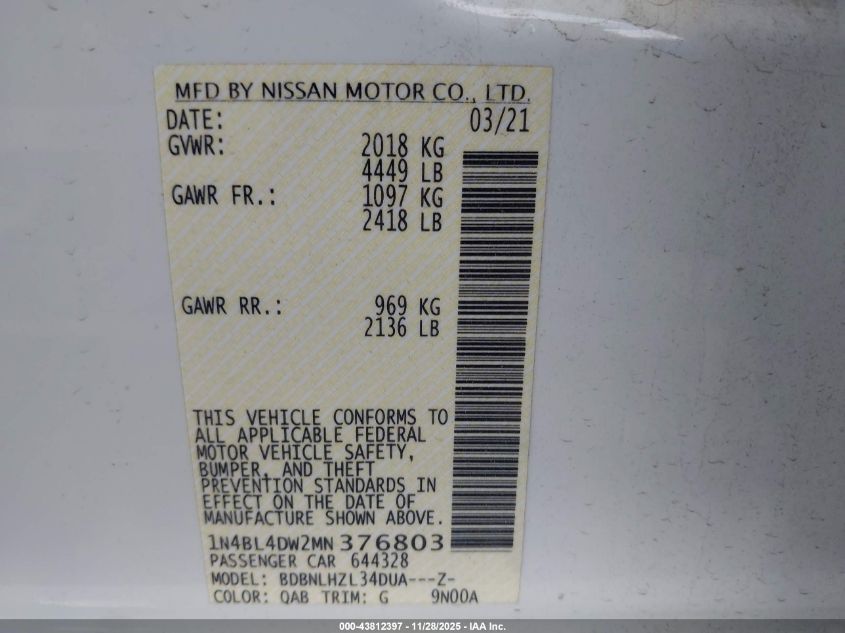 MFD BY NISSAN MOTOR CO., LTD.
DATE: 03/21
GVWR: 2018 KG
4449 LB
GAWR FR.: 1097 KG
2418 LB
GAWR RR.: 969 KG
2136 LB
THIS VEHICLE CONFORMS TO
ALL APPLICABLE FEDERAL
MOTOR VEHICLE SAFETY,
BUMPER, AND THEFT
PREVENTION STANDARDS IN
EFFECT ON THE DATE OF
MANUFACTURE SHOWN ABOVE.
1N4BL4DW2MN376803
PASSENGER CAR 644328
MODEL: BDBNLHZL34DUA---Z-
COLOR: QAB TRIM: G 9N00A
000-43812397 - 11/28/2025 - IAA Inc.